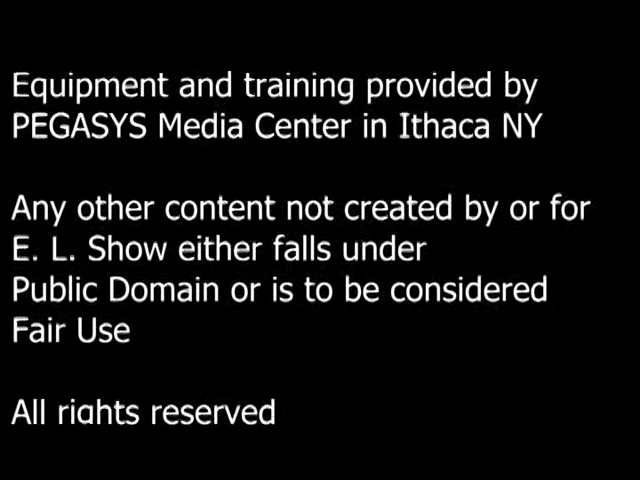 Equipment and training provided by
PEGASYS Media Center in Ithaca NY
Any other content not created by or for
E. L. Show either falls under
Public Domain or is to be considered
Fair Use
All rights reserved